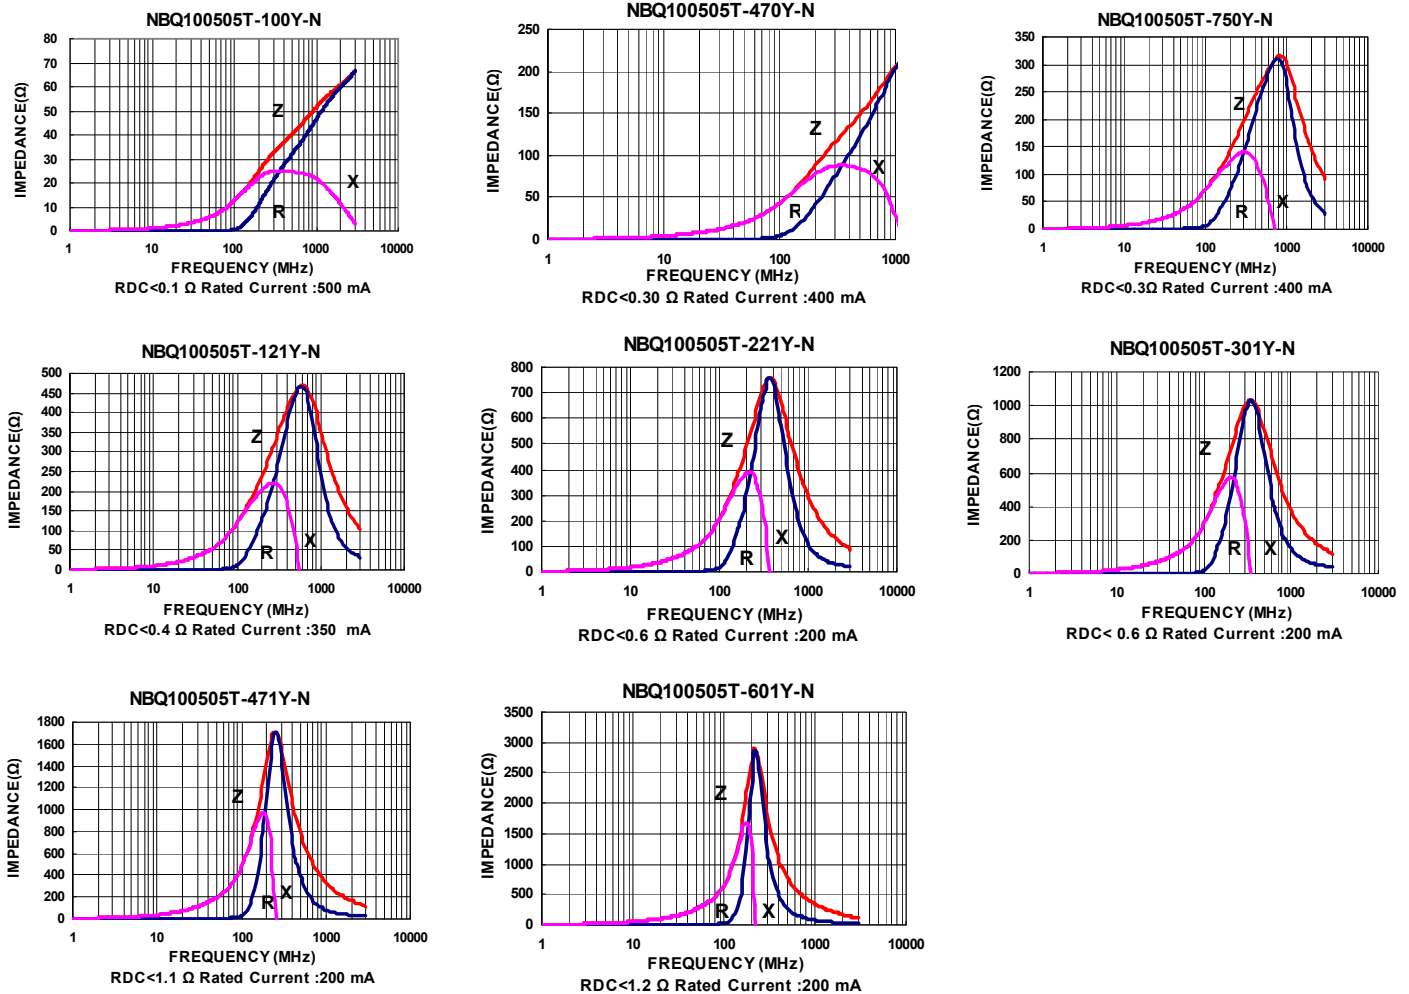 NBQ100505T-100Y-N
IMPEDANCE(Ω)
80
70
60
50
40
30
20
10
0
Z
X
R
1 10 100 1000 10000
FREQUENCY (MHz)
RDC<0.1 Ω Rated Current :500 mA
NBQ100505T-470Y-N
IMPEDANCE(Ω)
250
200
150
100
50
0
Z
X
R
1 10 100 1000
FREQUENCY (MHz)
RDC<0.30 Ω Rated Current :400 mA
NBQ100505T-750Y-N
IMPEDANCE(Ω)
350
300
250
200
150
100
50
0
Z
X
R
1 10 100 1000 10000
FREQUENCY (MHz)
RDC<0.3Ω Rated Current :400 mA
NBQ100505T-121Y-N
IMPEDANCE(Ω)
500
450
400
350
300
250
200
150
100
50
0
Z
X
R
1 10 100 1000 10000
FREQUENCY (MHz)
RDC<0.4 Ω Rated Current :350 mA
NBQ100505T-221Y-N
IMPEDANCE(Ω)
800
700
600
500
400
300
200
100
0
Z
X
R
1 10 100 1000 10000
FREQUENCY (MHz)
RDC<0.6 Ω Rated Current :200 mA
NBQ100505T-301Y-N
IMPEDANCE(Ω)
1200
1000
800
600
400
200
0
Z
R X
1 10 100 1000 10000
FREQUENCY (MHz)
RDC< 0.6 Ω Rated Current :200 mA
NBQ100505T-471Y-N
IMPEDANCE(Ω)
1800
1600
1400
1200
1000
800
600
400
200
0
Z
X
R
1 10 100 1000 10000
FREQUENCY (MHz)
RDC<1.1 Ω Rated Current :200 mA
NBQ100505T-601Y-N
IMPEDANCE(Ω)
3500
3000
2500
2000
1500
1000
500
0
Z
R X
1 10 100 1000 10000
FREQUENCY (MHz)
RDC<1.2 Ω Rated Current :200 mA